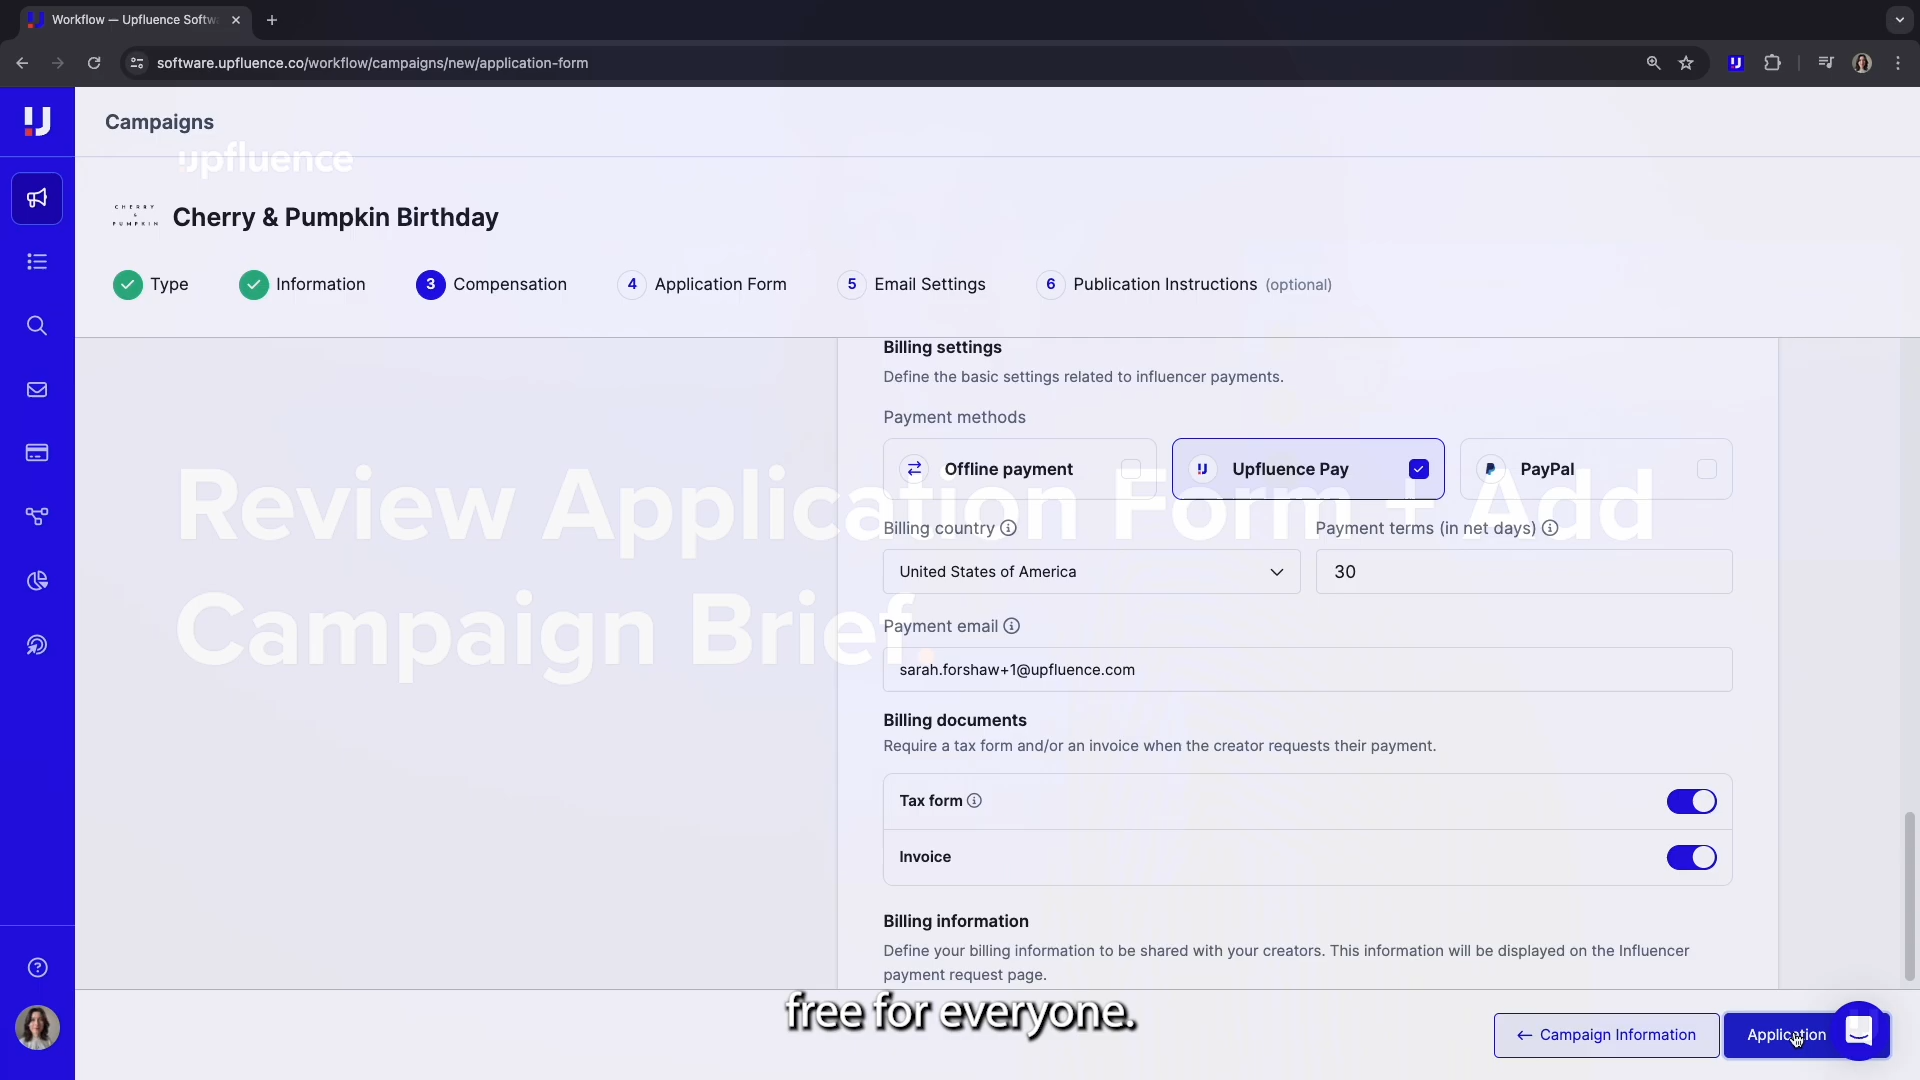 Workflow — Upfluence Softw
software.upfluence.co/workflow/campaigns/new/application-form
Campaigns
upfluence
CHERRY
&
PUMPKIN
Cherry & Pumpkin Birthday
Type
Information
3 Compensation
4 Application Form
5 Email Settings
6 Publication Instructions (optional)
Billing settings
Define the basic settings related to influencer payments.
Payment methods
Offline payment
Upfluence Pay
PayPal
Review Application Form + Add
Campaign Brief.
Billing country
Payment terms (in net days)
United States of America
30
Payment email
sarah.forshaw+1@upfluence.com
Billing documents
Require a tax form and/or an invoice when the creator requests their payment.
Tax form
Invoice
Billing information
Define your billing information to be shared with your creators. This information will be displayed on the Influencer
payment request page.
free for everyone.
← Campaign Information
Application